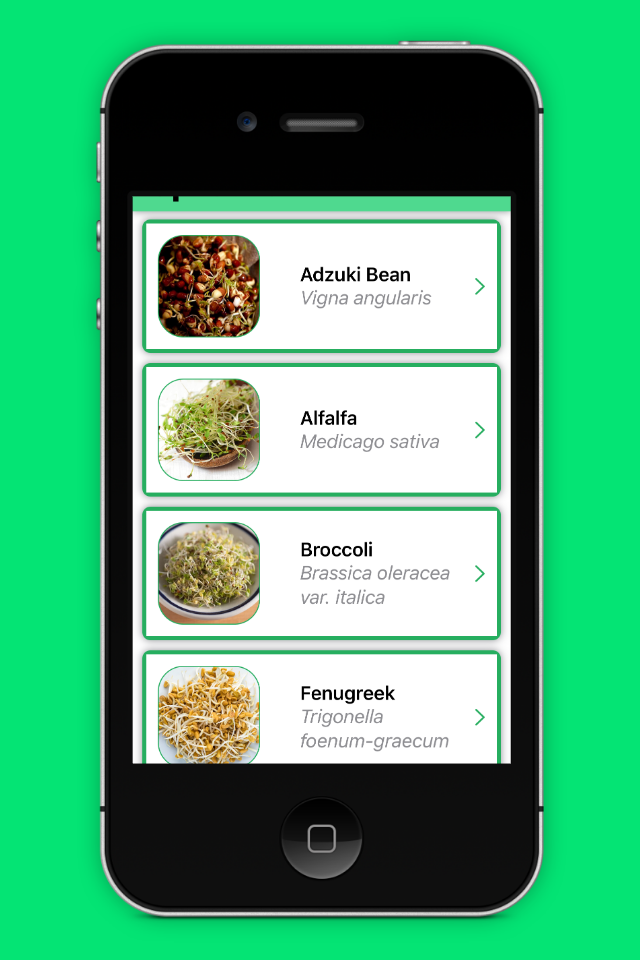 Adzuki Bean
Vigna angularis
Alfalfa
Medicago sativa
Broccoli
Brassica oleracea
var. italica
Fenugreek
Trigonella
foenum-graecum